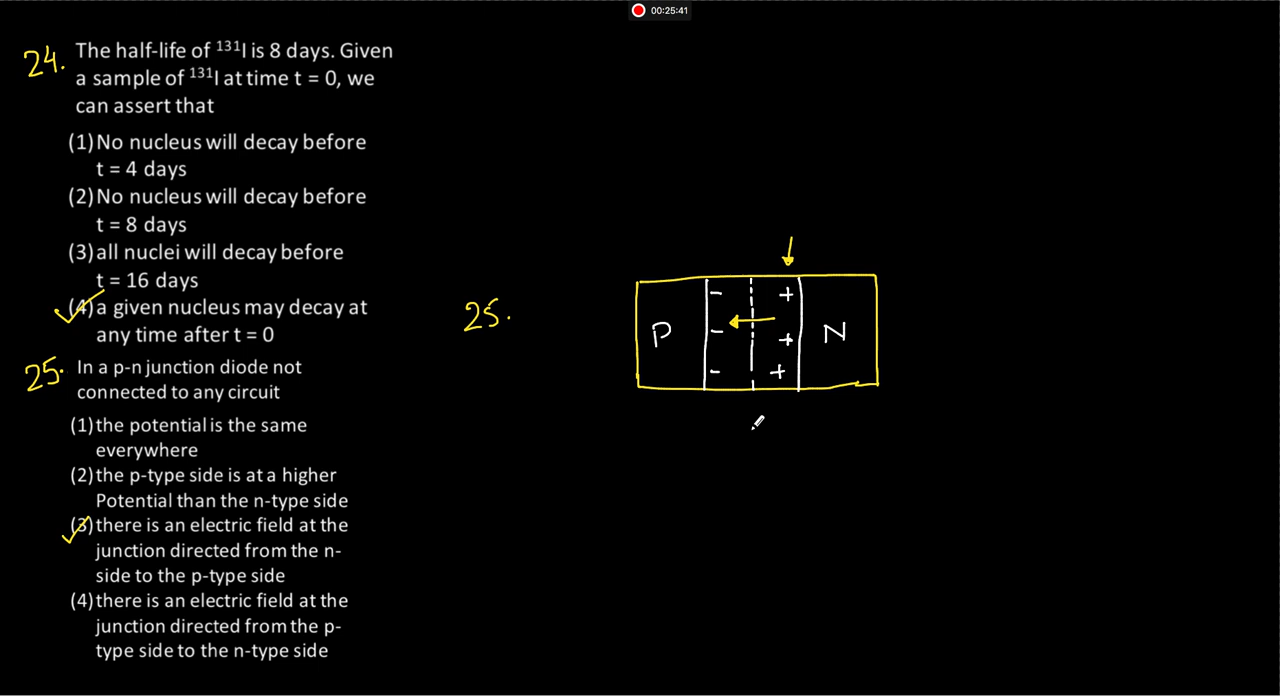 00:25:41
24. The half-life of ¹³¹I is 8 days. Given
a sample of ¹³¹I at time t = 0, we
can assert that
(1) No nucleus will decay before
t = 4 days
(2) No nucleus will decay before
t = 8 days
(3) all nuclei will decay before
t = 16 days
(4) a given nucleus may decay at
any time after t = 0
25. In a p-n junction diode not
connected to any circuit
(1) the potential is the same
everywhere
(2) the p-type side is at a higher
Potential than the n-type side
(3) there is an electric field at the
junction directed from the n-
side to the p-type side
(4) there is an electric field at the
junction directed from the p-
type side to the n-type side
25.
- +
P - + N
- +